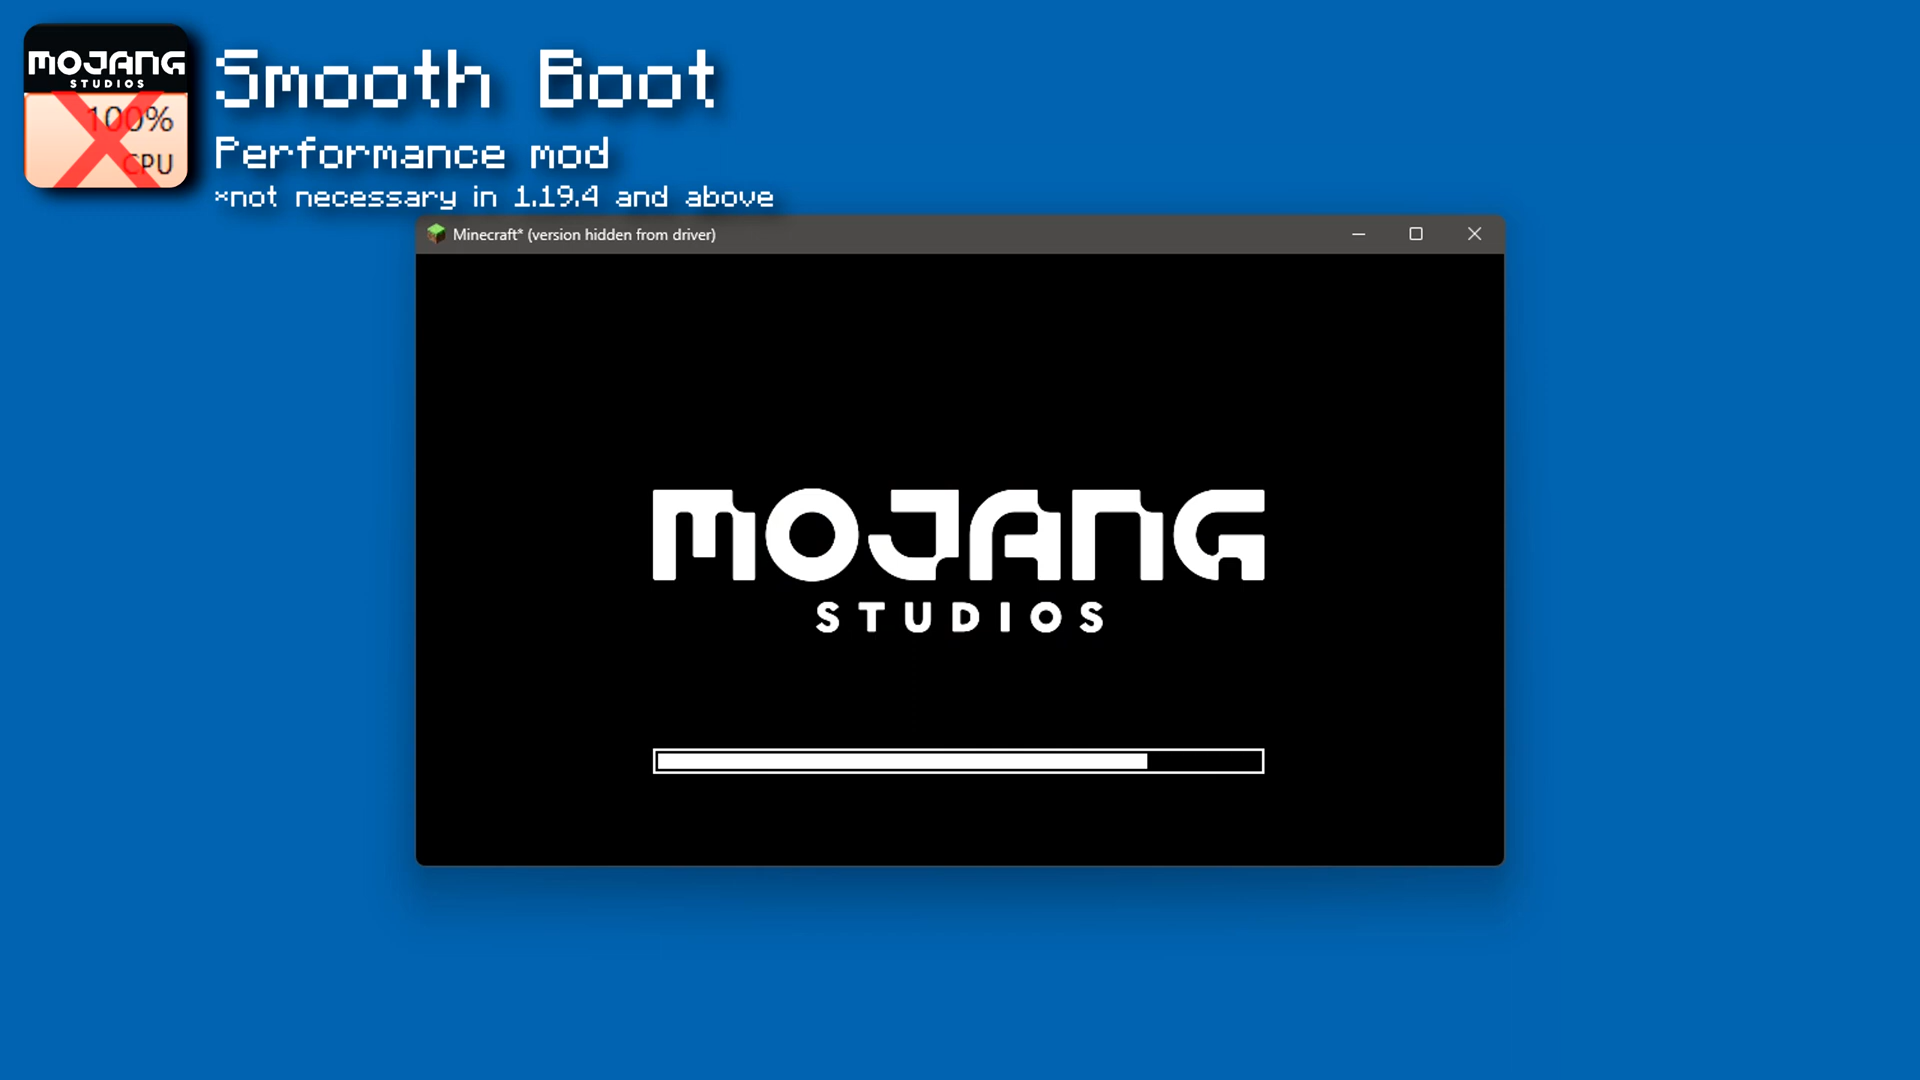 MOJANG
STUDIOS
100%
CPU
Smooth Boot
Performance mod
*not necessary in 1.19.4 and above
Minecraft* (version hidden from driver)
MOJANG
STUDIOS